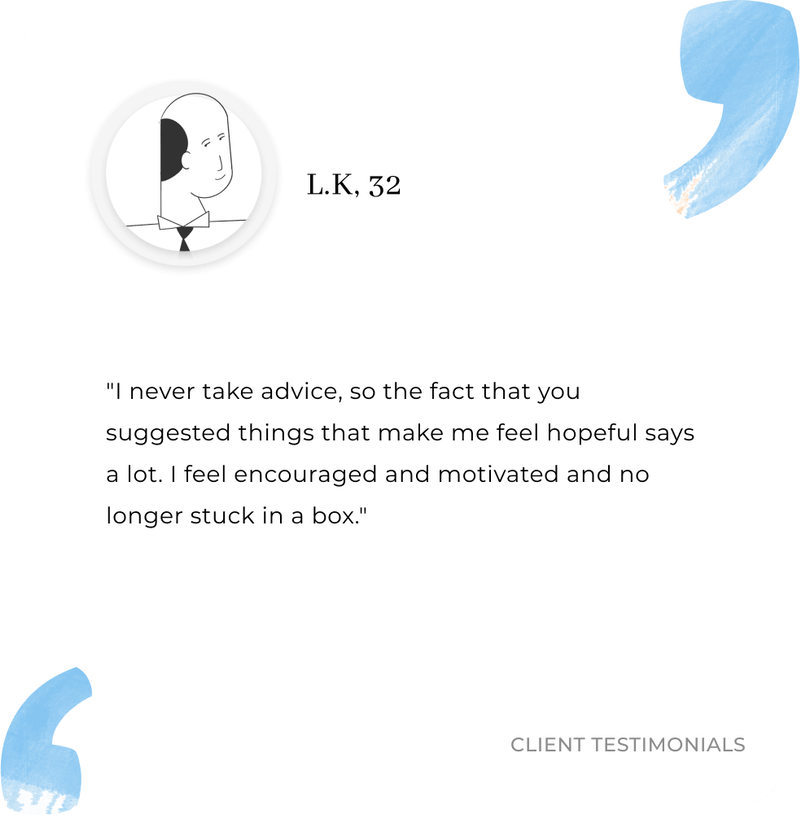 L.K, 32
"I never take advice, so the fact that you
suggested things that make me feel hopeful says
a lot. I feel encouraged and motivated and no
longer stuck in a box."
CLIENT TESTIMONIALS